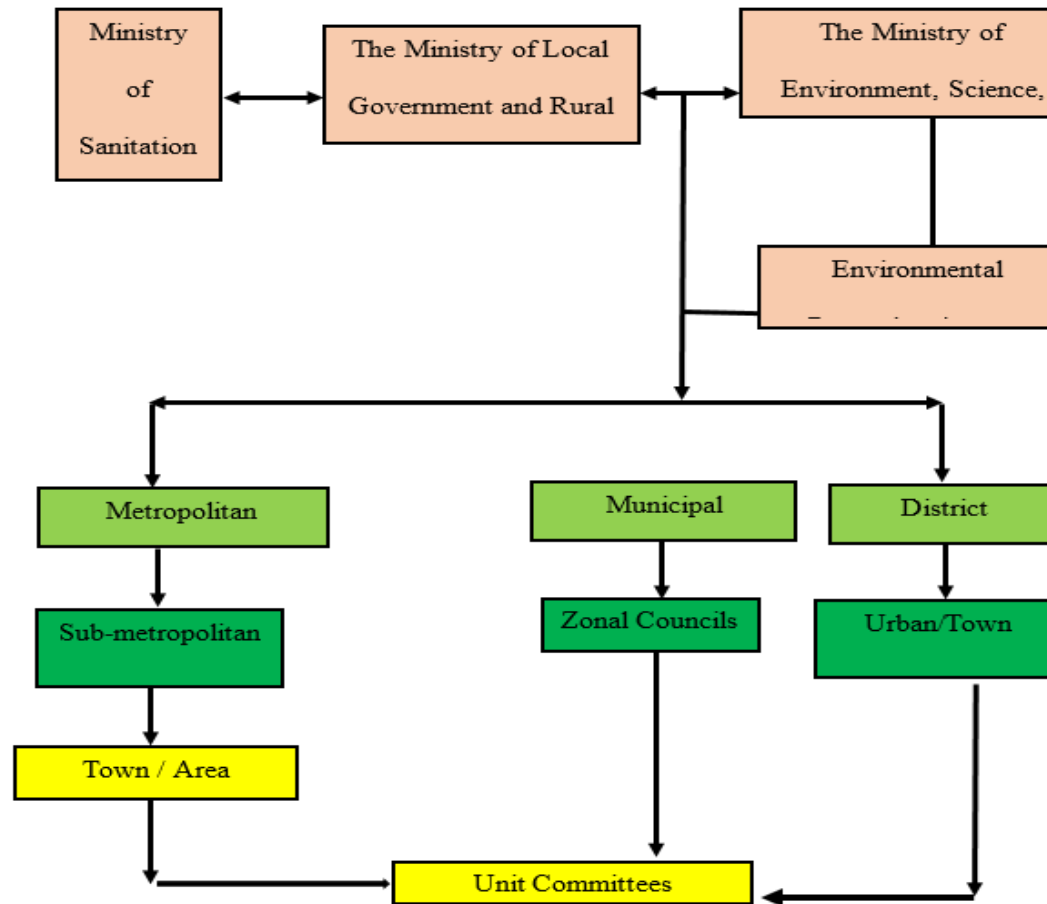 Ministry
of
Sanitation
The Ministry of Local
Government and Rural
The Ministry of
Environment, Science,
Environmental
Metropolitan
Municipal
District
Sub-metropolitan
Zonal Councils
Urban/Town
Town / Area
Unit Committees